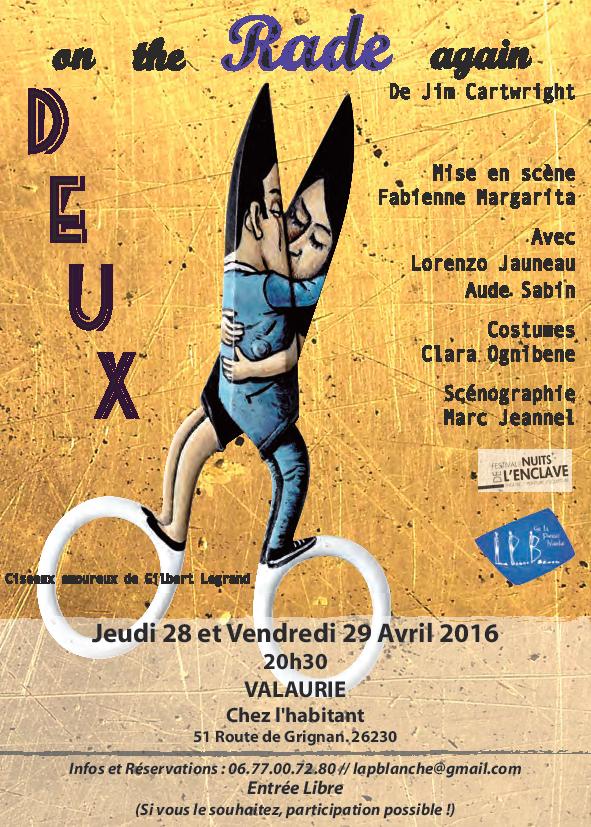 on the Rade again
DEUX
De Jim Cartwright
Mise en scène
Fabienne Margarita
Avec
Lorenzo Jauneau
Aude Sabin
Costumes
Clara Ognibene
Scénographie
Marc Jeannel
FESTIVAL NUITS
DE L'ENCLAVE
Cie la
LPB
Ciseaux amoureux de Gilbert Legrand
Jeudi 28 et Vendredi 29 Avril 2016
20h30
VALAURIE
Chez l'habitant
51 Route de Grignan.26230
Infos et Réservations : 06.77.00.72.80 // lapblanche@gmail.com
Entrée Libre
(Si vous le souhaitez, participation possible !)